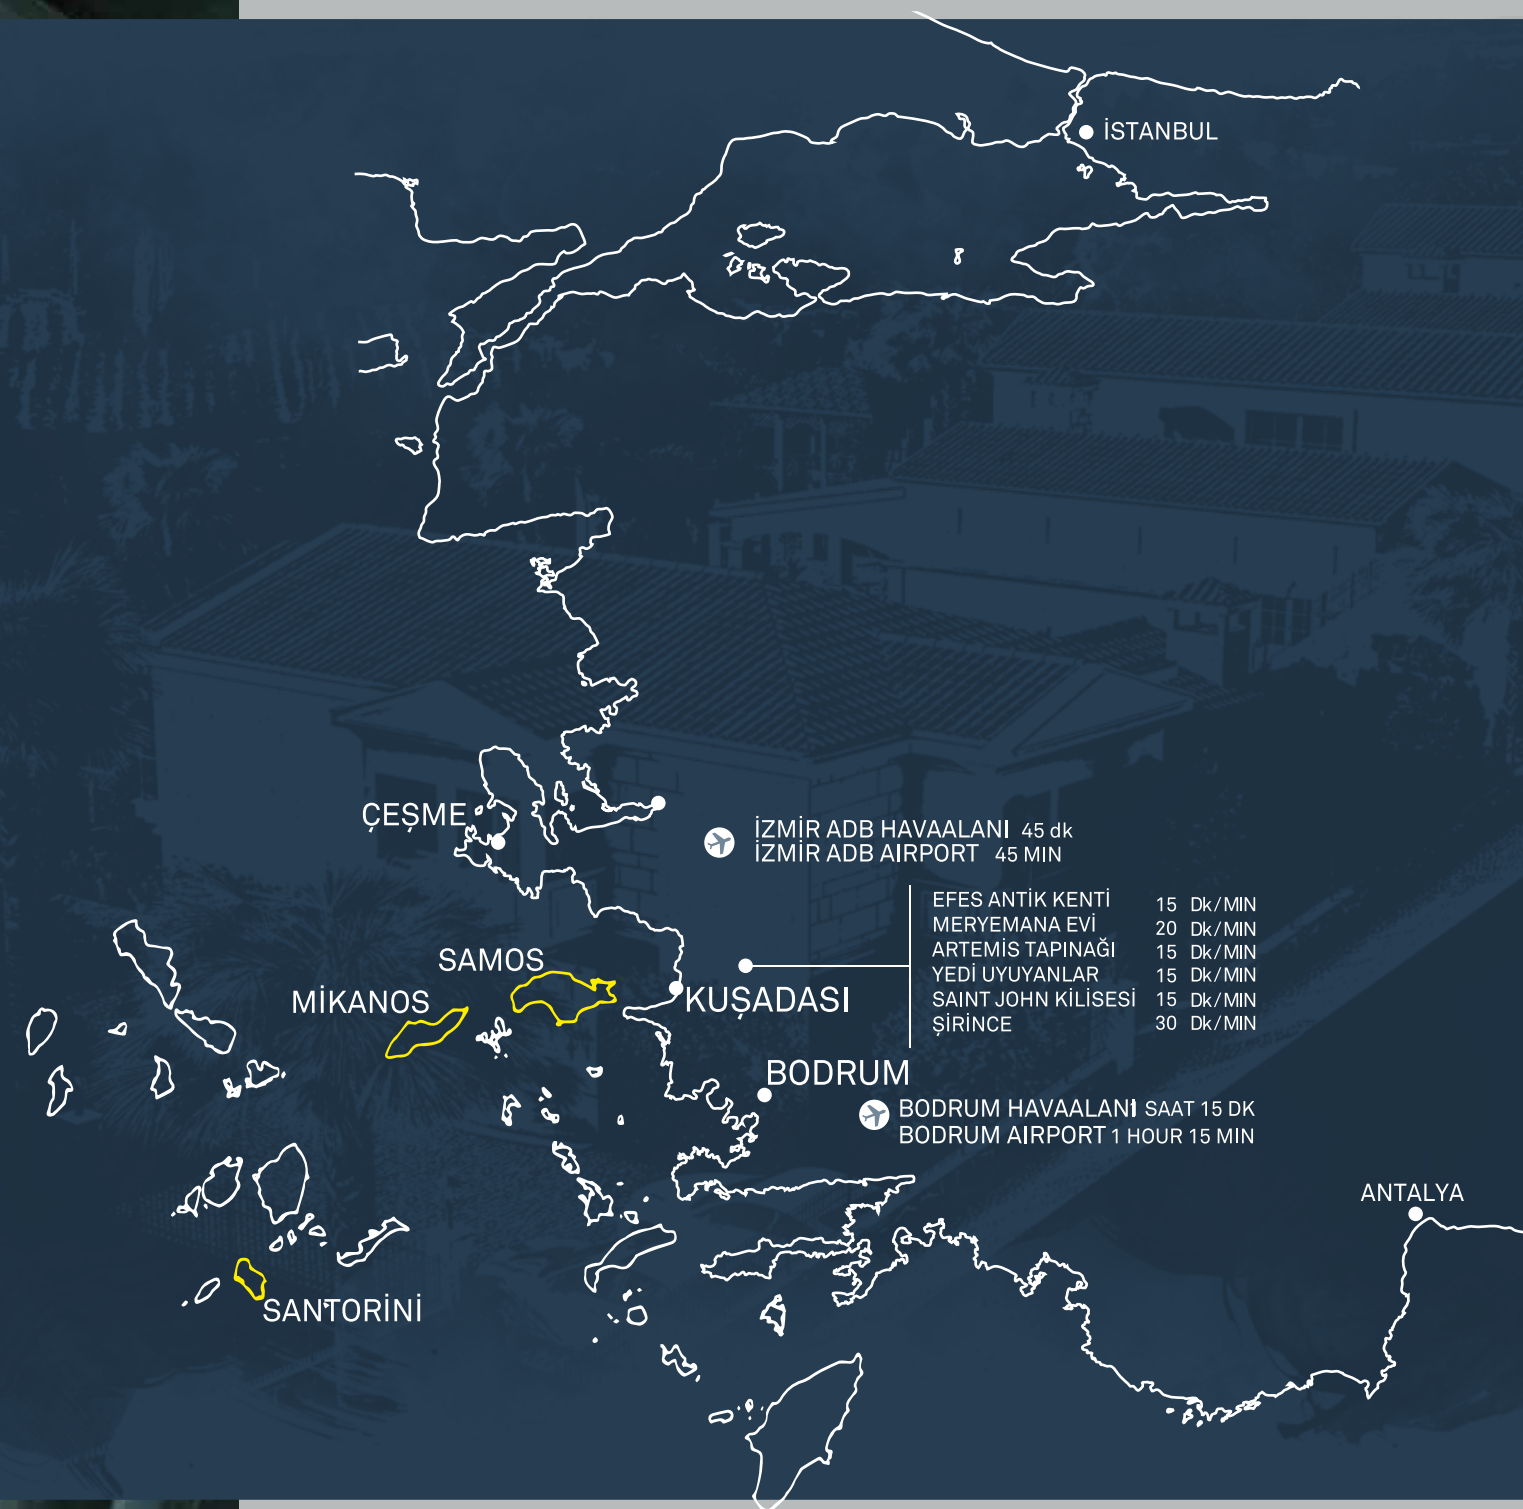 İSTANBUL
ÇEŞME
İZMİR ADB HAVAALANI 45 dk
İZMİR ADB AIRPORT 45 MIN
EFES ANTİK KENTİ 15 Dk/MIN
MERYEMANA EVİ 20 Dk/MIN
ARTEMİS TAPINAĞI 15 Dk/MIN
YEDİ UYUYANLAR 15 Dk/MIN
SAINT JOHN KİLİSESİ 15 Dk/MIN
ŞİRİNCE 30 Dk/MIN
SAMOS
MİKANOS
KUŞADASI
BODRUM
BODRUM HAVAALANI SAAT 15 DK
BODRUM AIRPORT 1 HOUR 15 MIN
ANTALYA
SANTORİNİ